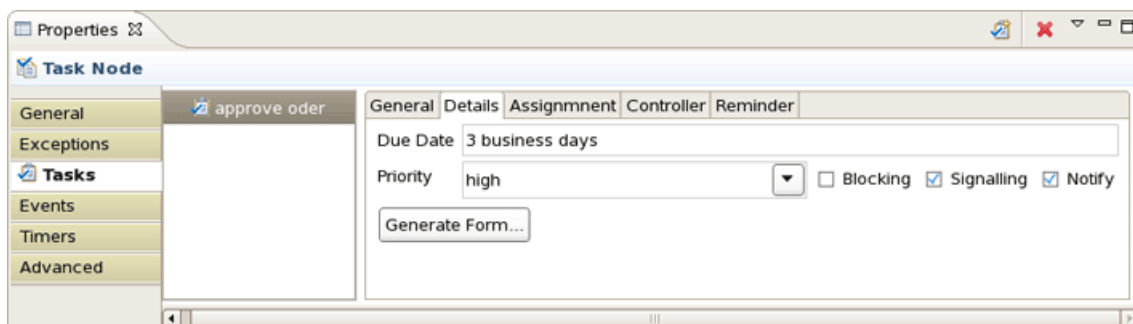 Properties
Task Node
General
Exceptions
Tasks
Events
Timers
Advanced
approve oder
General Details Assignmnent Controller Reminder
Due Date 3 business days
Priority high Blocking Signalling Notify
Generate Form...